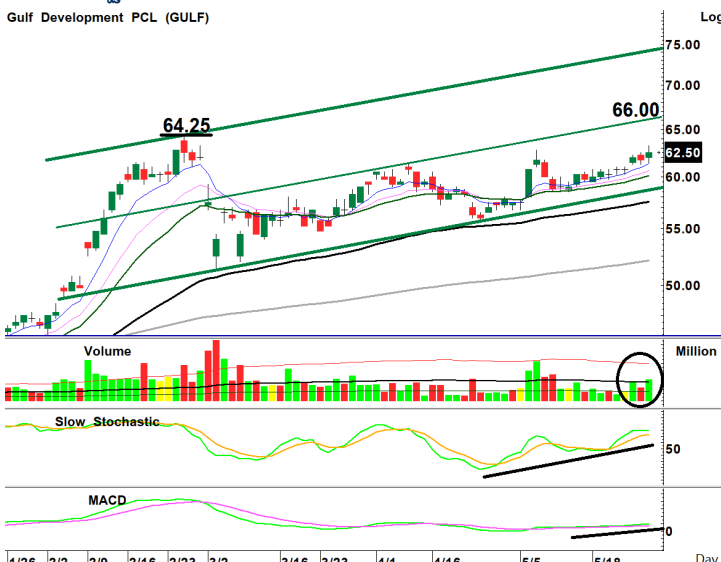 Gulf Development PCL (GULF)
Log
75.00
70.00
66.00
64.25
65.00
62.50
60.00
55.00
50.00
Volume
Million
Slow Stochastic
50
MACD
0
1/26 2/2 2/9 2/16 2/23 3/2 3/16 3/23 4/1 4/16 5/5 5/18 Day